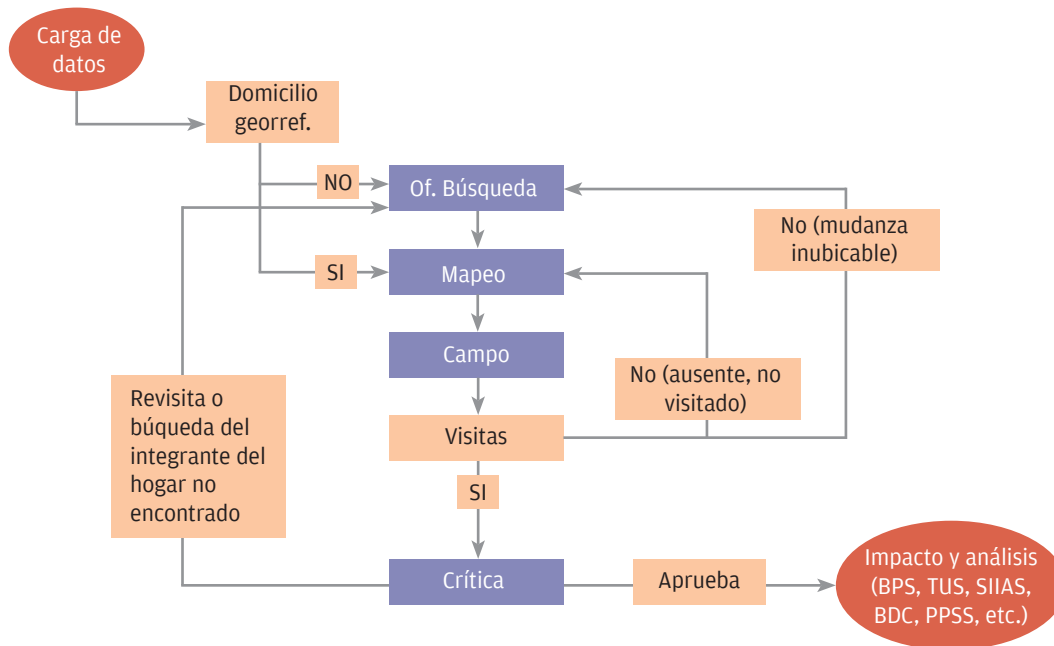 Carga de
datos
Domicilio
georref.
NO
Of. Búsqueda
No (mudanza
inubicable)
SI
Mapeo
Campo
No (ausente, no
visitado)
Revisita o
búqueda del
integrante del
hogar no
encontrado
Visitas
SI
Crítica
Aprueba
Impacto y análisis
(BPS, TUS, SIIAS,
BDC, PPSS, etc.)